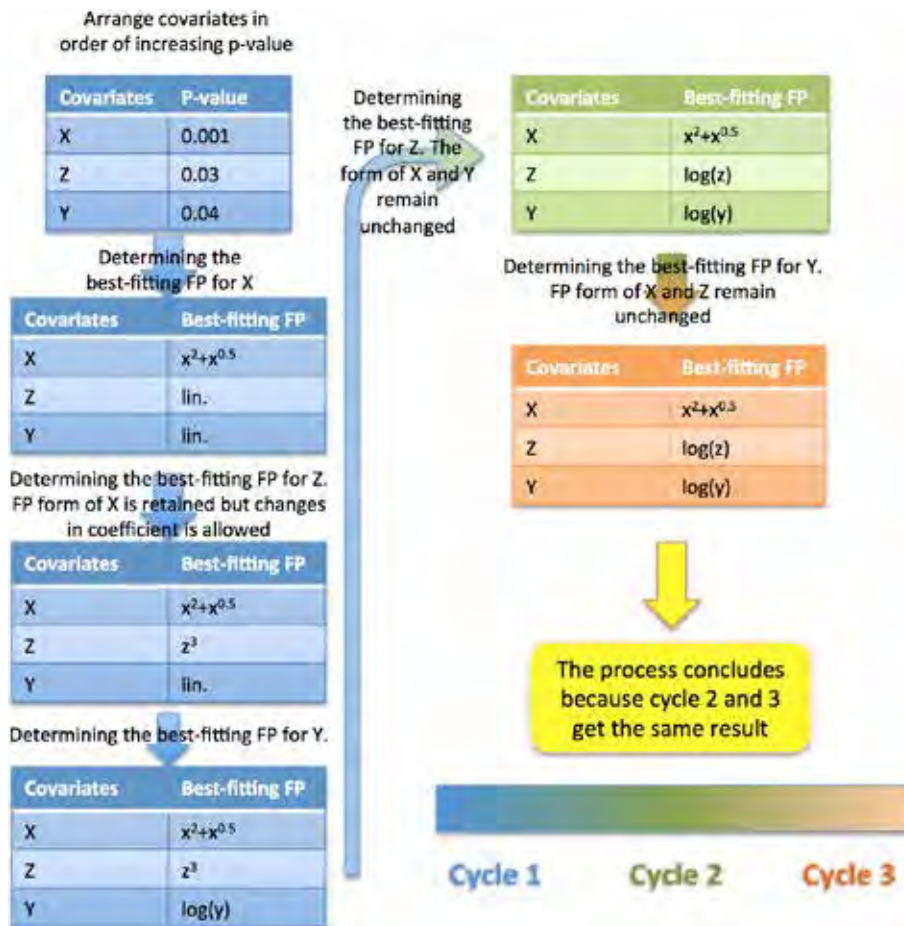 Arrange covariates in
order of increasing p-value
Covariates P-value
X 0.001
Z 0.03
Y 0.04
Determining the
best-fitting FP for X
Covariates Best-fitting FP
X x²+x⁰·⁵
Z lin.
Y lin.
Determining the best-fitting FP for Z.
FP form of X is retained but changes
in coefficient is allowed
Covariates Best-fitting FP
X x²+x⁰·⁵
Z z³
Y lin.
Determining the best-fitting FP for Y.
Covariates Best-fitting FP
X x²+x⁰·⁵
Z z³
Y log(y)
Determining
the best-fitting
FP for Z. The
form of X and Y
remain
unchanged
Covariates Best-fitting FP
X x²+x⁰·⁵
Z log(z)
Y log(y)
Determining the best-fitting FP for Y.
FP form of X and Z remain
unchanged
Covariates Best-fitting FP
X x²+x⁰·⁵
Z log(z)
Y log(y)
The process concludes
because cycle 2 and 3
get the same result
Cycle 1 Cycle 2 Cycle 3